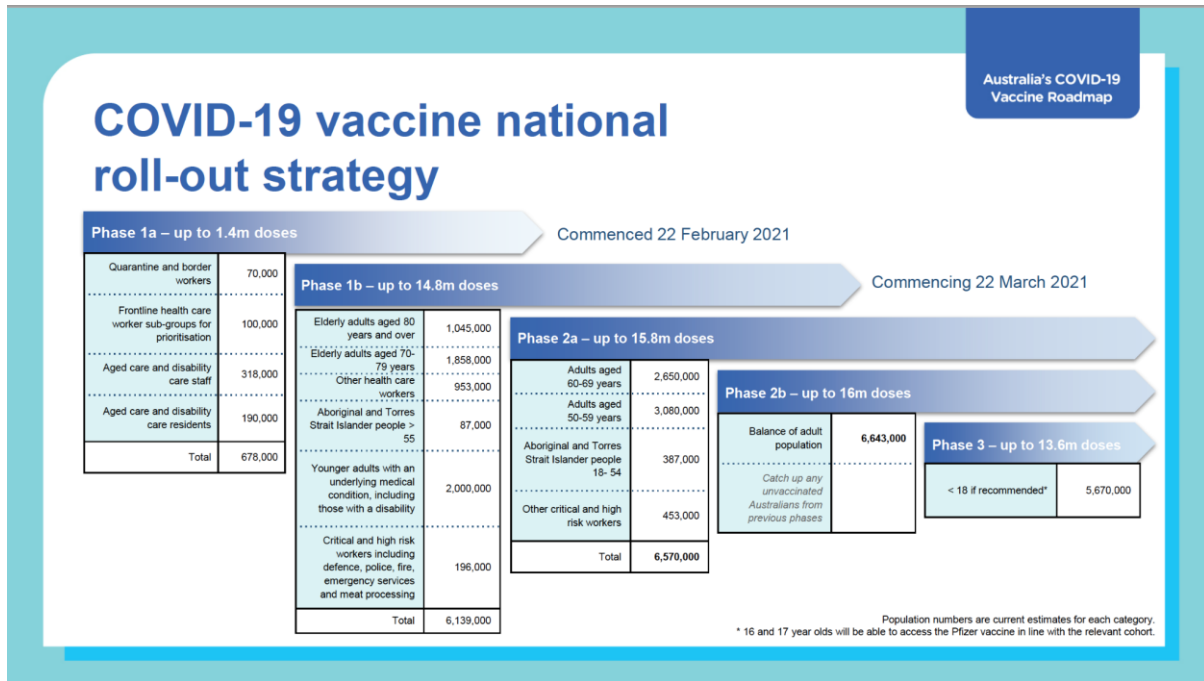 Australia's COVID-19
Vaccine Roadmap
COVID-19 vaccine national
roll-out strategy
Phase 1a – up to 1.4m doses
Commenced 22 February 2021
Quarantine and border
workers
70,000
Frontline health care
worker sub-groups for
prioritisation
100,000
Aged care and disability
care staff
318,000
Aged care and disability
care residents
190,000
Total
678,000
Phase 1b – up to 14.8m doses
Commencing 22 March 2021
Elderly adults aged 80
years and over
1,045,000
Elderly adults aged 70-
79 years
1,858,000
Other health care
workers
953,000
Aboriginal and Torres
Strait Islander people >
55
87,000
Younger adults with an
underlying medical
condition, including
those with a disability
2,000,000
Critical and high risk
workers including
defence, police, fire,
emergency services
and meat processing
196,000
Total
6,139,000
Phase 2a – up to 15.8m doses
Adults aged
60-69 years
2,650,000
Adults aged
50-59 years
3,080,000
Aboriginal and Torres
Strait Islander people
18- 54
387,000
Other critical and high
risk workers
453,000
Total
6,570,000
Phase 2b – up to 16m doses
Balance of adult
population
6,643,000
Catch up any
unvaccinated
Australians from
previous phases
Phase 3 – up to 13.6m doses
< 18 if recommended*
5,670,000
Population numbers are current estimates for each category.
* 16 and 17 year olds will be able to access the Pfizer vaccine in line with the relevant cohort.